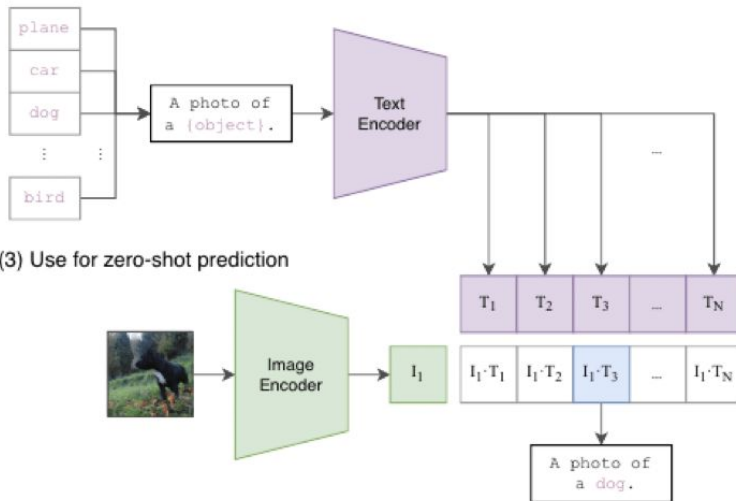 plane
car
dog
⋮ ⋮
bird
A photo of
a {object}.
Text
Encoder
...
(3) Use for zero-shot prediction
T₁ T₂ T₃ ... T_N
Image
Encoder
I₁
I₁·T₁ I₁·T₂ I₁·T₃ ... I₁·T_N
A photo of
a dog.